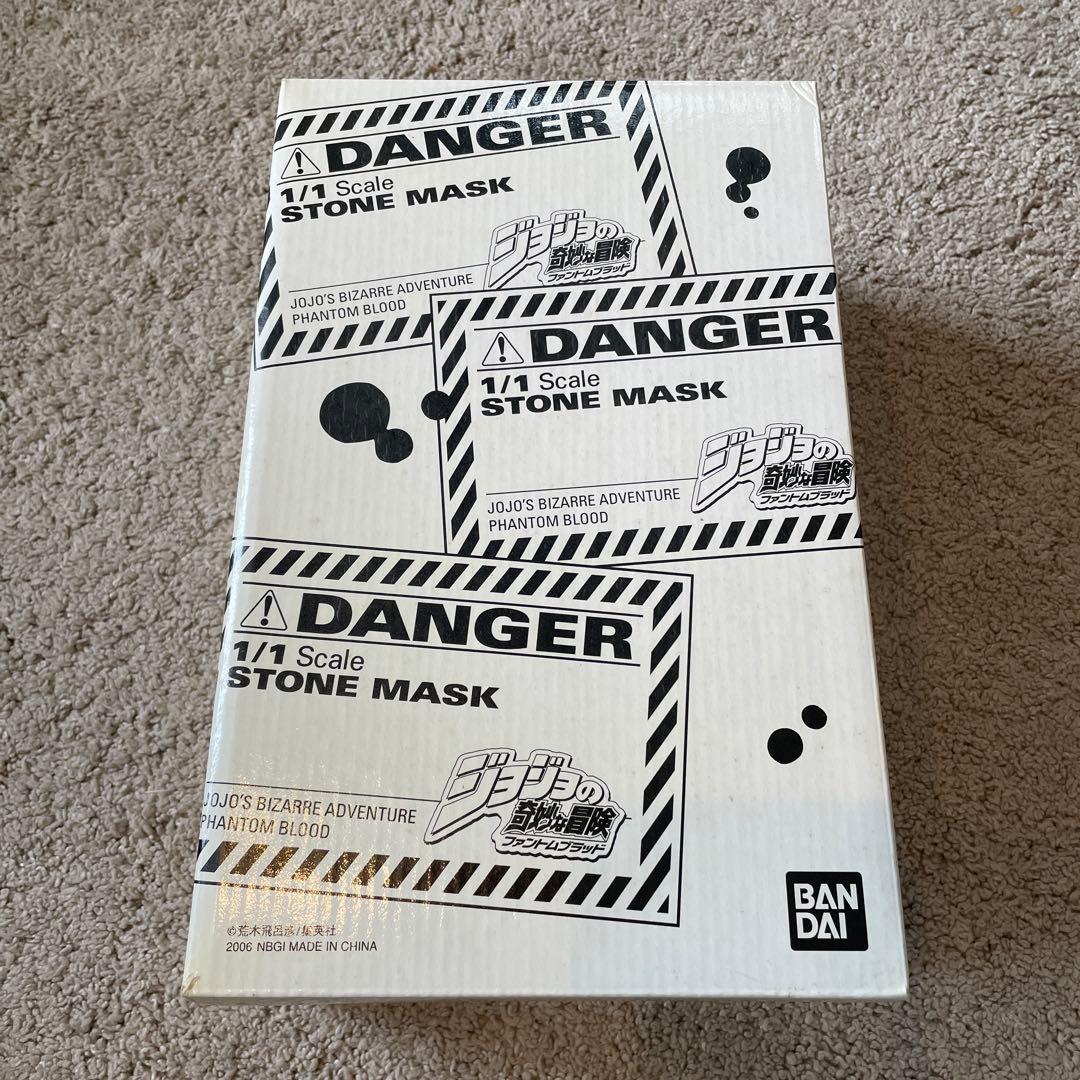 DANGER
1/1 Scale
STONE MASK
ジョジョの
奇妙な冒険
ファントムブラッド
JOJO'S BIZARRE ADVENTURE
PHANTOM BLOOD
DANGER
1/1 Scale
STONE MASK
ジョジョの
奇妙な冒険
ファントムブラッド
JOJO'S BIZARRE ADVENTURE
PHANTOM BLOOD
DANGER
1/1 Scale
STONE MASK
ジョジョの
奇妙な冒険
ファントムブラッド
JOJO'S BIZARRE ADVENTURE
PHANTOM BLOOD
©荒木飛呂彦/集英社
2006 NBGI MADE IN CHINA
BAN
DAI